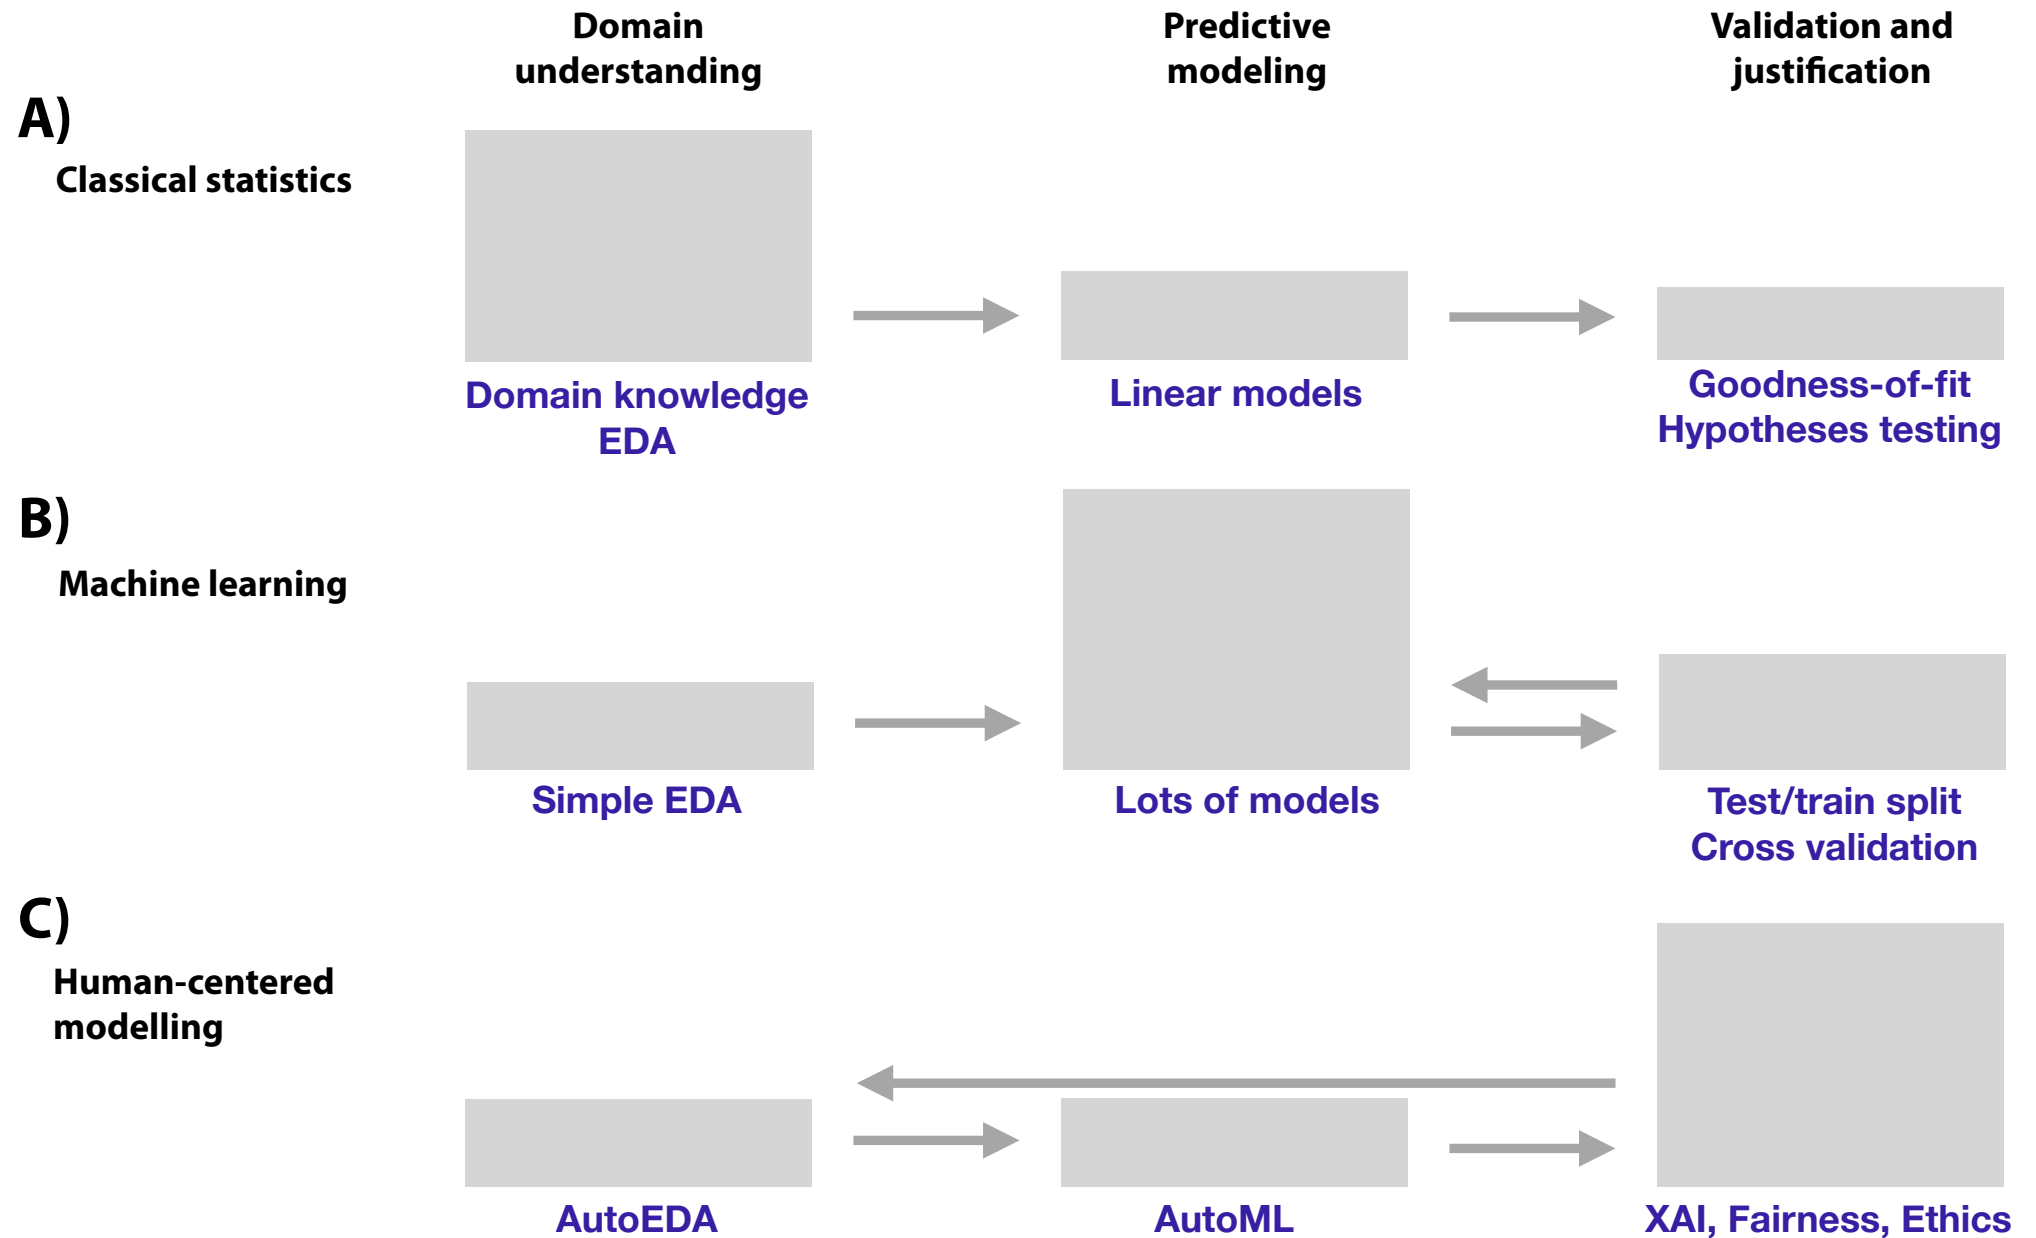 Domain
understanding
Predictive
modeling
Validation and
justification
A)
Classical statistics
Domain knowledge
EDA
Linear models
Goodness-of-fit
Hypotheses testing
B)
Machine learning
Simple EDA
Lots of models
Test/train split
Cross validation
C)
Human-centered
modelling
AutoEDA
AutoML
XAI, Fairness, Ethics